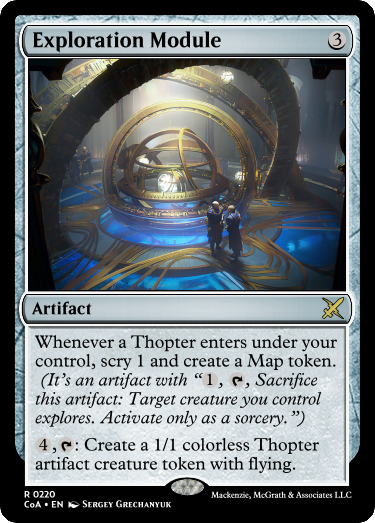 Exploration Module 3
Artifact
Whenever a Thopter enters under your
control, scry 1 and create a Map token.
(It's an artifact with “1, , Sacrifice
this artifact: Target creature you control
explores. Activate only as a sorcery.”)
4, : Create a 1/1 colorless Thopter
artifact creature token with flying.
R 0220
CoA • EN Sergey Grechanyuk
Mackenzie, McGrath & Associates LLC